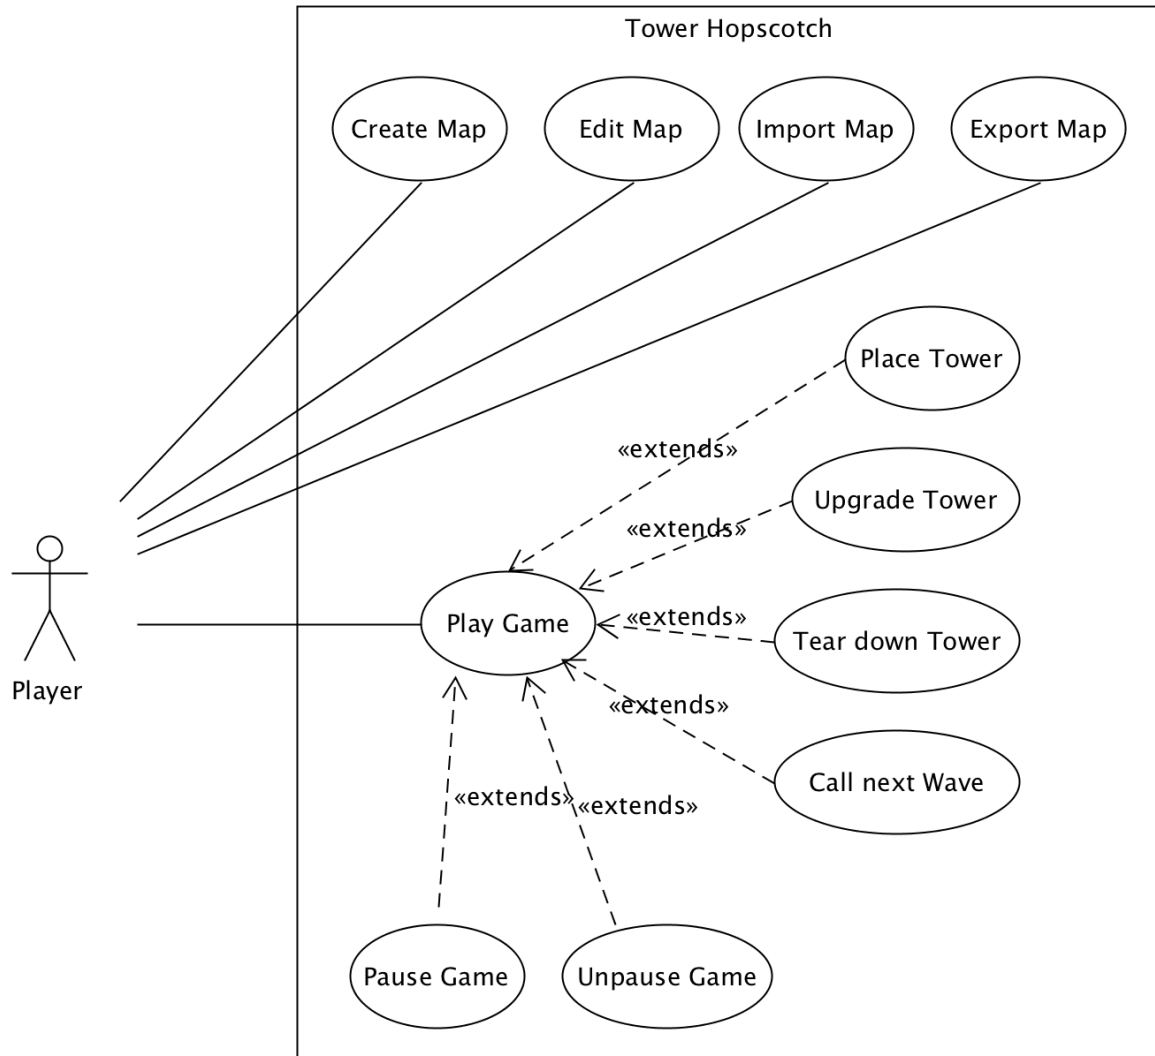 Tower Hopscotch
Create Map
Edit Map
Import Map
Export Map
Place Tower
«extends»
Upgrade Tower
«extends»
Play Game
«extends»
Tear down Tower
Player
«extends»
Call next Wave
«extends»
«extends»
Pause Game
Unpause Game